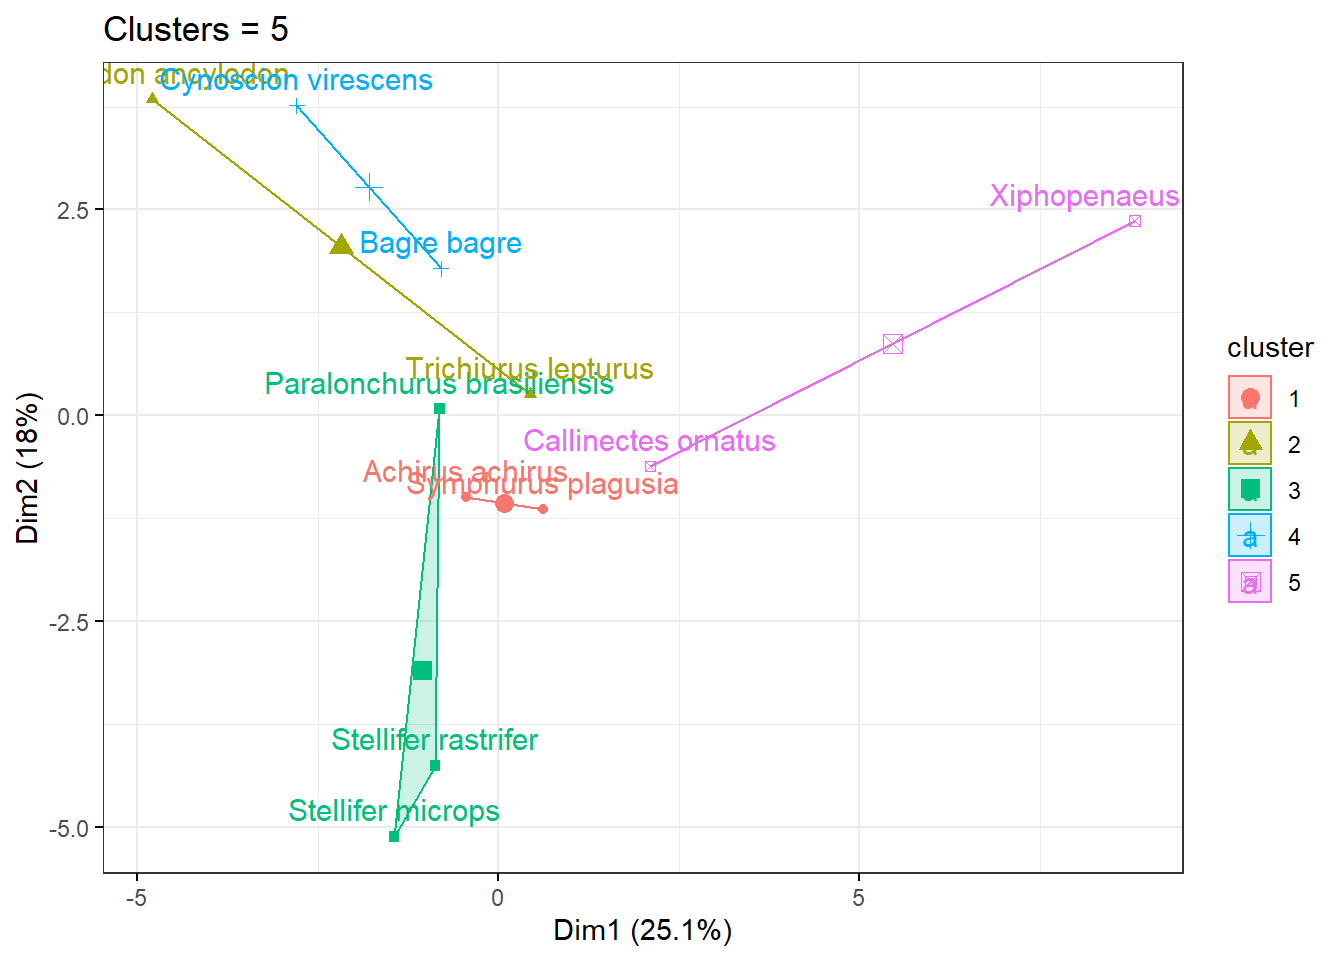 Clusters = 5
don ancylodon
Cynoscion virescens
Xiphopenaeus
2.5
Bagre bagre
Trichiurus lepturus
Paralonchurus brasiliensis
0.0
Callinectes ornatus
Achirus achirus
Symphurus plagusia
-2.5
Stellifer rastrifer
Stellifer microps
-5.0
-5 0 5
Dim1 (25.1%)
Dim2 (18%)
cluster
a 1
a 2
a 3
a 4
a 5